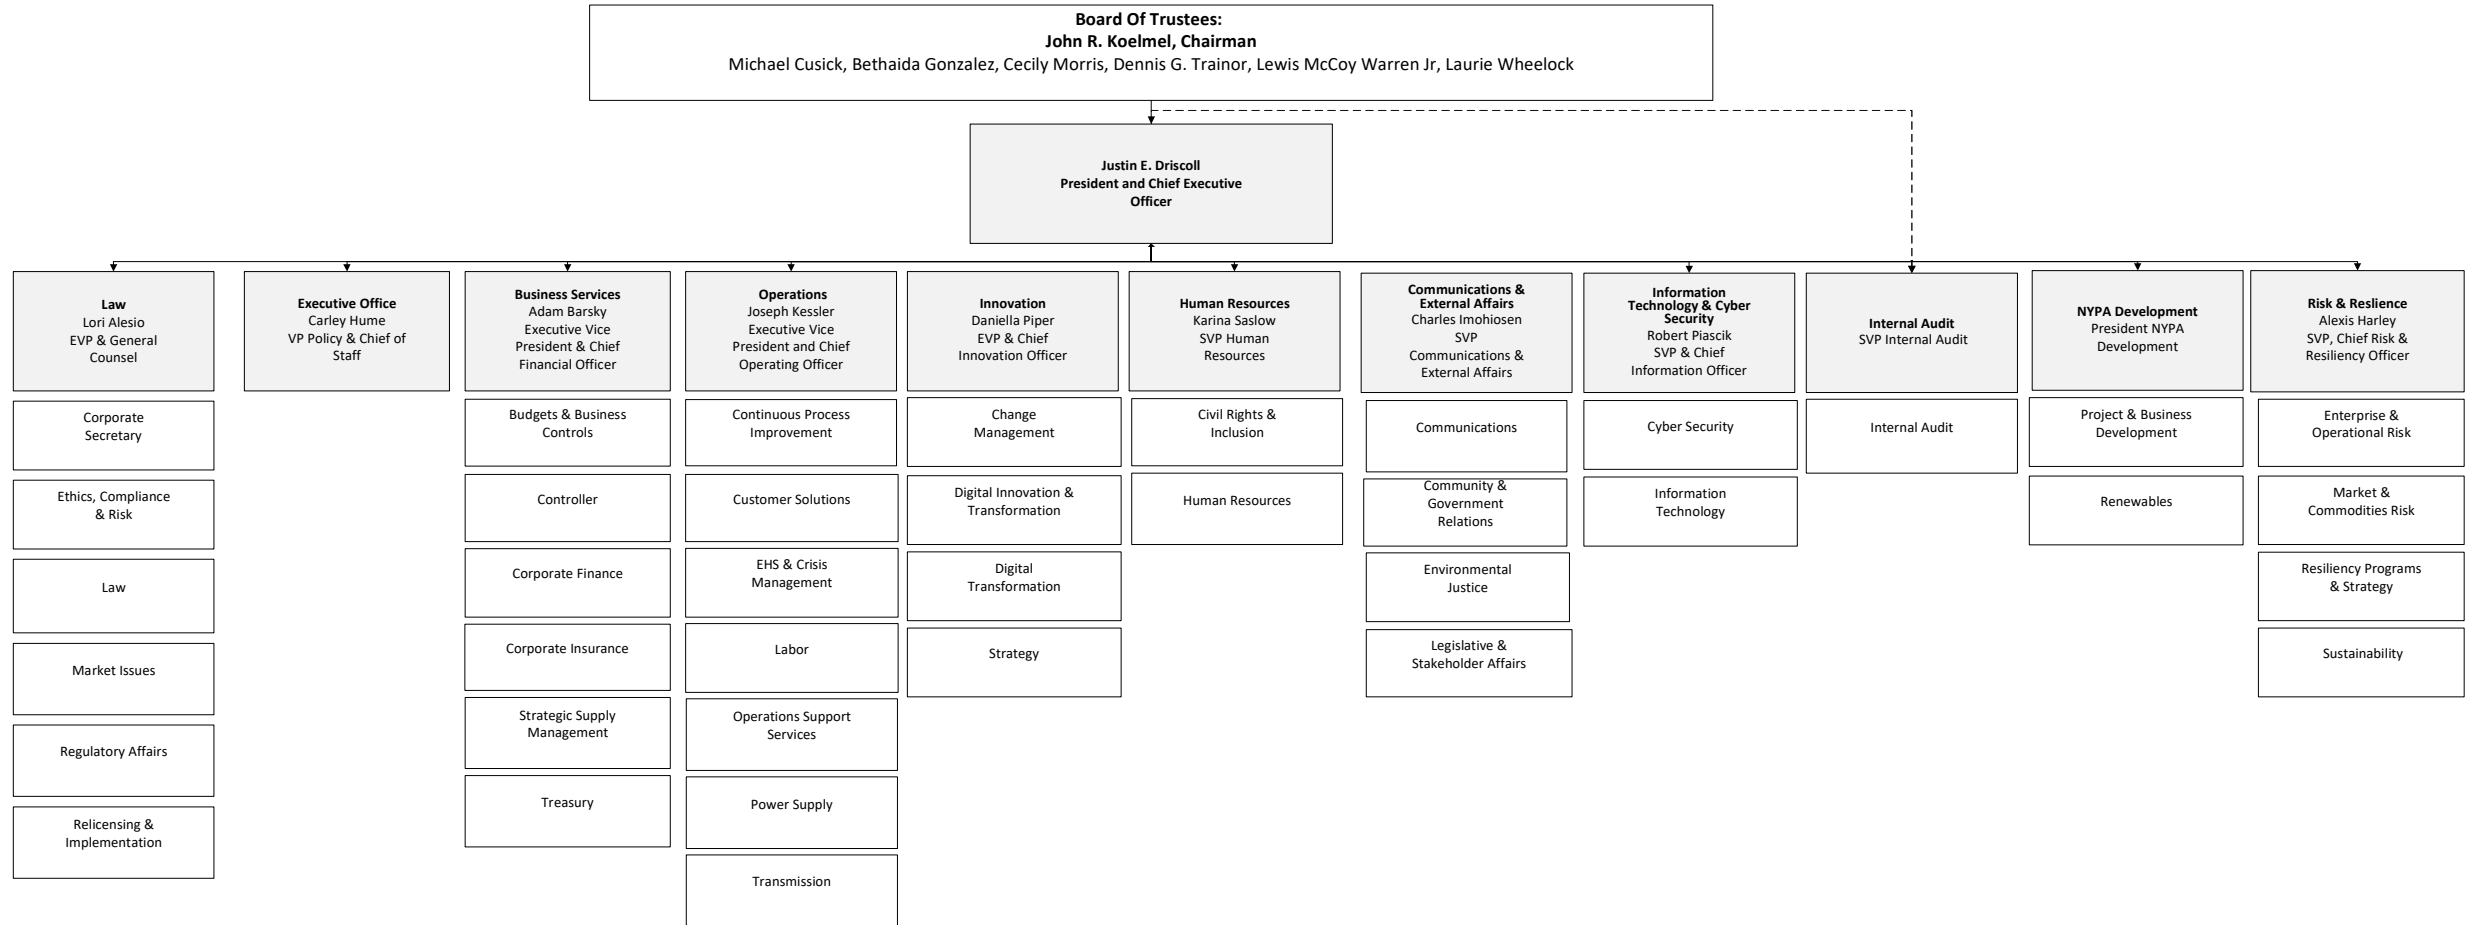 Board Of Trustees:
John R. Koelmel, Chairman
Michael Cusick, Bethaida Gonzalez, Cecily Morris, Dennis G. Trainor, Lewis McCoy Warren Jr, Laurie Wheelock
Justin E. Driscoll
President and Chief Executive
Officer
Law
Lori Alesio
EVP & General
Counsel
Corporate
Secretary
Ethics, Compliance
& Risk
Law
Market Issues
Regulatory Affairs
Relicensing &
Implementation
Executive Office
Carley Hume
VP Policy & Chief of
Staff
Business Services
Adam Barsky
Executive Vice
President & Chief
Financial Officer
Budgets & Business
Controls
Controller
Corporate Finance
Corporate Insurance
Strategic Supply
Management
Treasury
Operations
Joseph Kessler
Executive Vice
President and Chief
Operating Officer
Continuous Process
Improvement
Customer Solutions
EHS & Crisis
Management
Labor
Operations Support
Services
Power Supply
Transmission
Innovation
Daniella Piper
EVP & Chief
Innovation Officer
Change
Management
Digital Innovation &
Transformation
Digital
Transformation
Strategy
Human Resources
Karina Saslow
SVP Human
Resources
Civil Rights &
Inclusion
Human Resources
Communications &
External Affairs
Charles Imohiosen
SVP
Communications &
External Affairs
Communications
Community &
Government
Relations
Environmental
Justice
Legislative &
Stakeholder Affairs
Information
Technology & Cyber
Security
Robert Piascik
SVP & Chief
Information Officer
Cyber Security
Information
Technology
Internal Audit
SVP Internal Audit
Internal Audit
NYPA Development
President NYPA
Development
Project & Business
Development
Renewables
Risk & Reslience
Alexis Harley
SVP, Chief Risk &
Resiliency Officer
Enterprise &
Operational Risk
Market &
Commodities Risk
Resiliency Programs
& Strategy
Sustainability